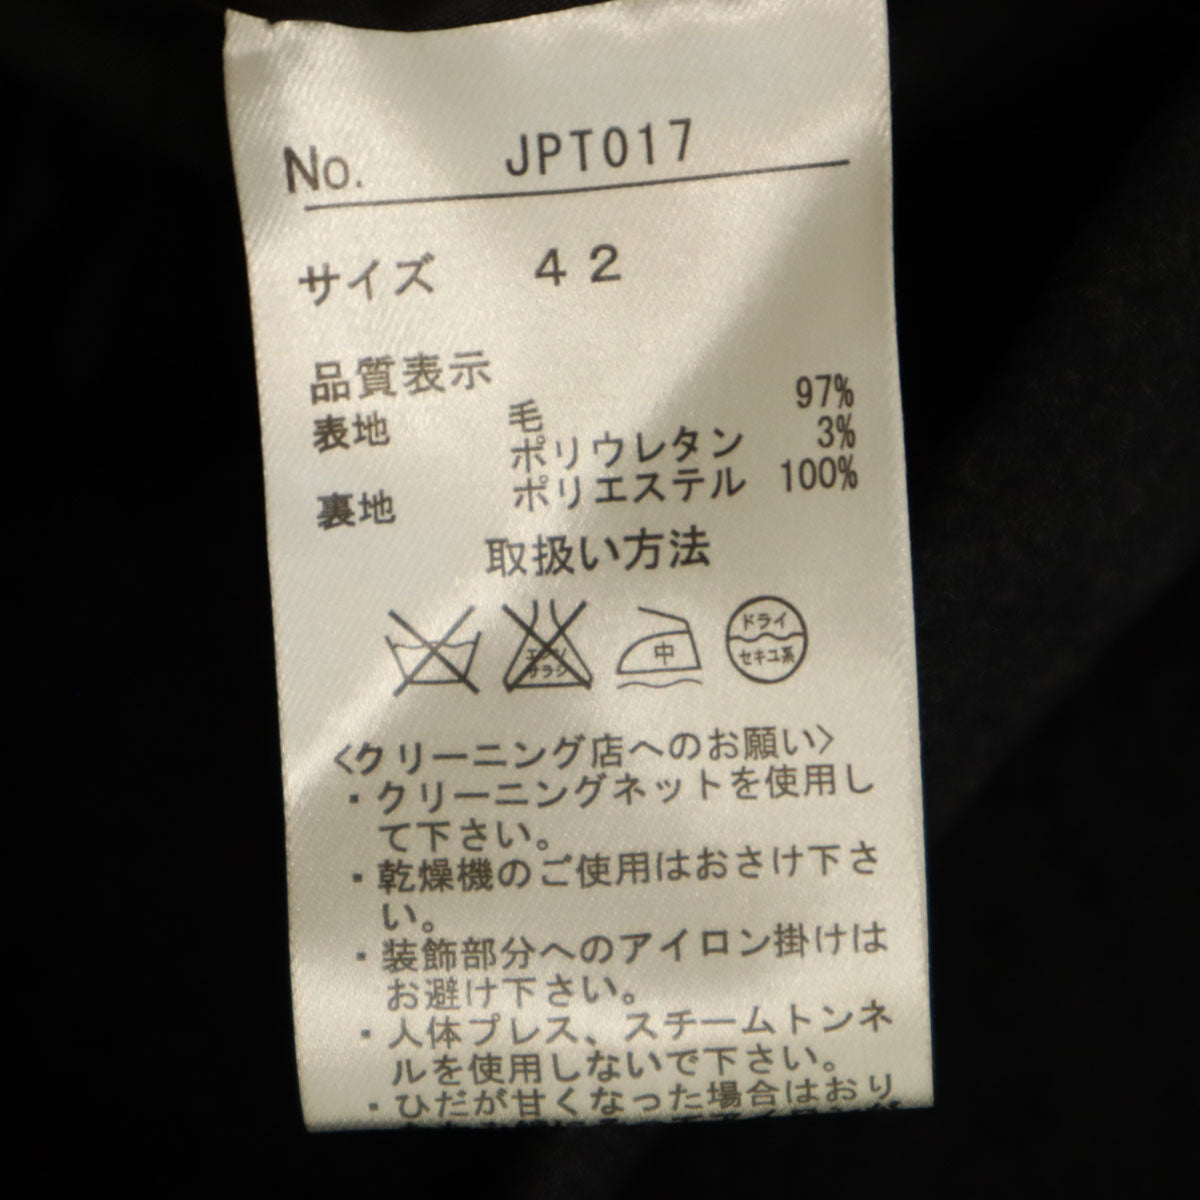 No. JPT017
サイズ 42
品質表示
表地 毛 97%
ポリウレタン 3%
裏地 ポリエステル 100%
取扱い方法
エンソサラシ 中 ドライ セキユ系
<クリーニング店へのお願い>
・クリーニングネットを使用し
て下さい。
・乾燥機のご使用はおさけ下さ
い。
・装飾部分へのアイロン掛けは
お避け下さい。
・人体プレス、スチームトンネ
ルを使用しないで下さい。
・ひだが甘くなった場合はおり